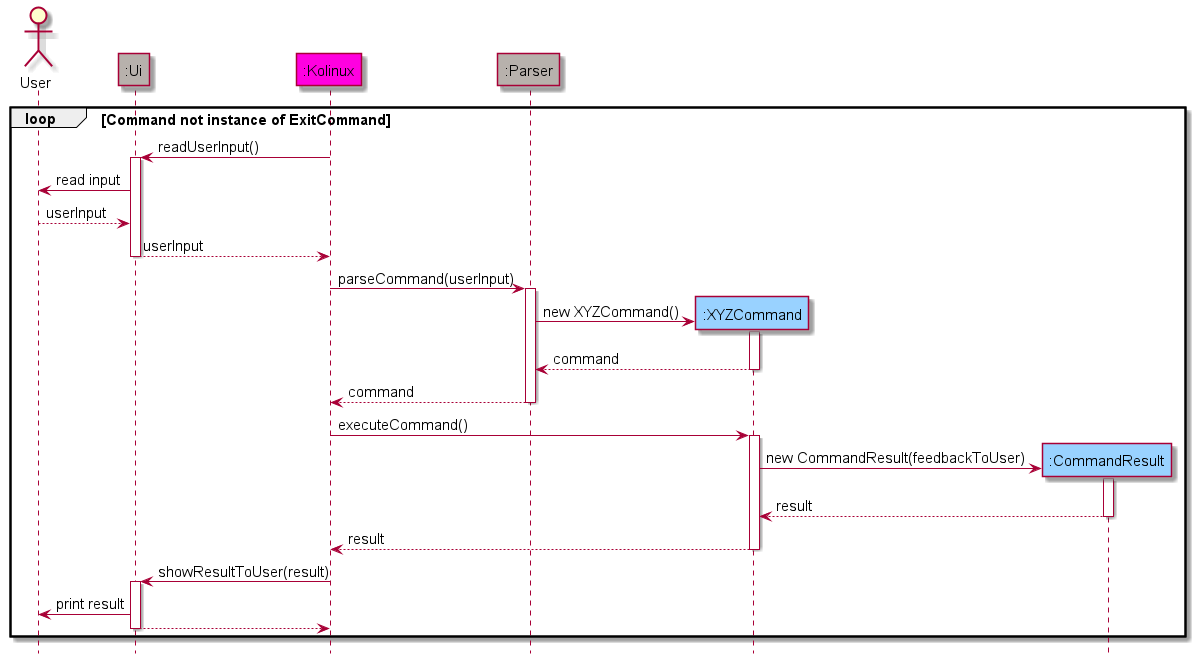 User
:Ui
:Kolinux
:Parser
loop
[Command not instance of ExitCommand]
readUserInput()
read input
userInput
userInput
parseCommand(userInput)
new XYZCommand()
:XYZCommand
command
command
executeCommand()
new CommandResult(feedbackToUser)
:CommandResult
result
result
showResultToUser(result)
print result